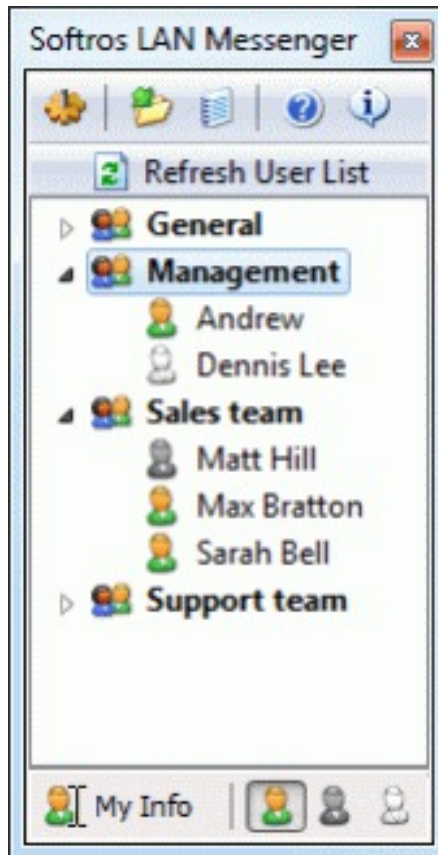 Softros LAN Messenger
Refresh User List
General
Management
Andrew
Dennis Lee
Sales team
Matt Hill
Max Bratton
Sarah Bell
Support team
My Info